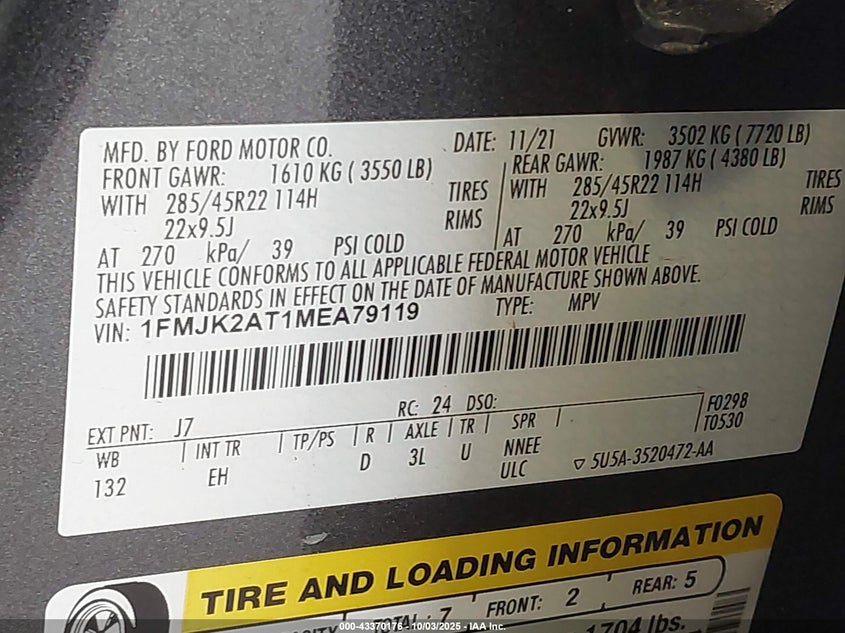 MFD. BY FORD MOTOR CO.
DATE: 11/21 GVWR: 3502 KG ( 7720 LB)
FRONT GAWR: 1610 KG ( 3550 LB)
WITH 285/45R22 114H TIRES
22x9.5J RIMS
AT 270 kPa/ 39 PSI COLD
REAR GAWR: 1987 KG ( 4380 LB)
WITH 285/45R22 114H TIRES
22x9.5J RIMS
AT 270 kPa/ 39 PSI COLD
THIS VEHICLE CONFORMS TO ALL APPLICABLE FEDERAL MOTOR VEHICLE
SAFETY STANDARDS IN EFFECT ON THE DATE OF MANUFACTURE SHOWN ABOVE.
VIN: 1FMJK2AT1MEA79119 TYPE: MPV
EXT PNT: J7 RC: 24 DSO: F0298
T0530
WB INT TR TP/PS R AXLE TR SPR
132 EH D 3L U NNEE
ULC 5U5A-3520472-AA
TIRE AND LOADING INFORMATION
TOTAL: 7 FRONT: 2 REAR: 5
1704 lbs.
000-43370176 - 10/03/2025 - IAA Inc.